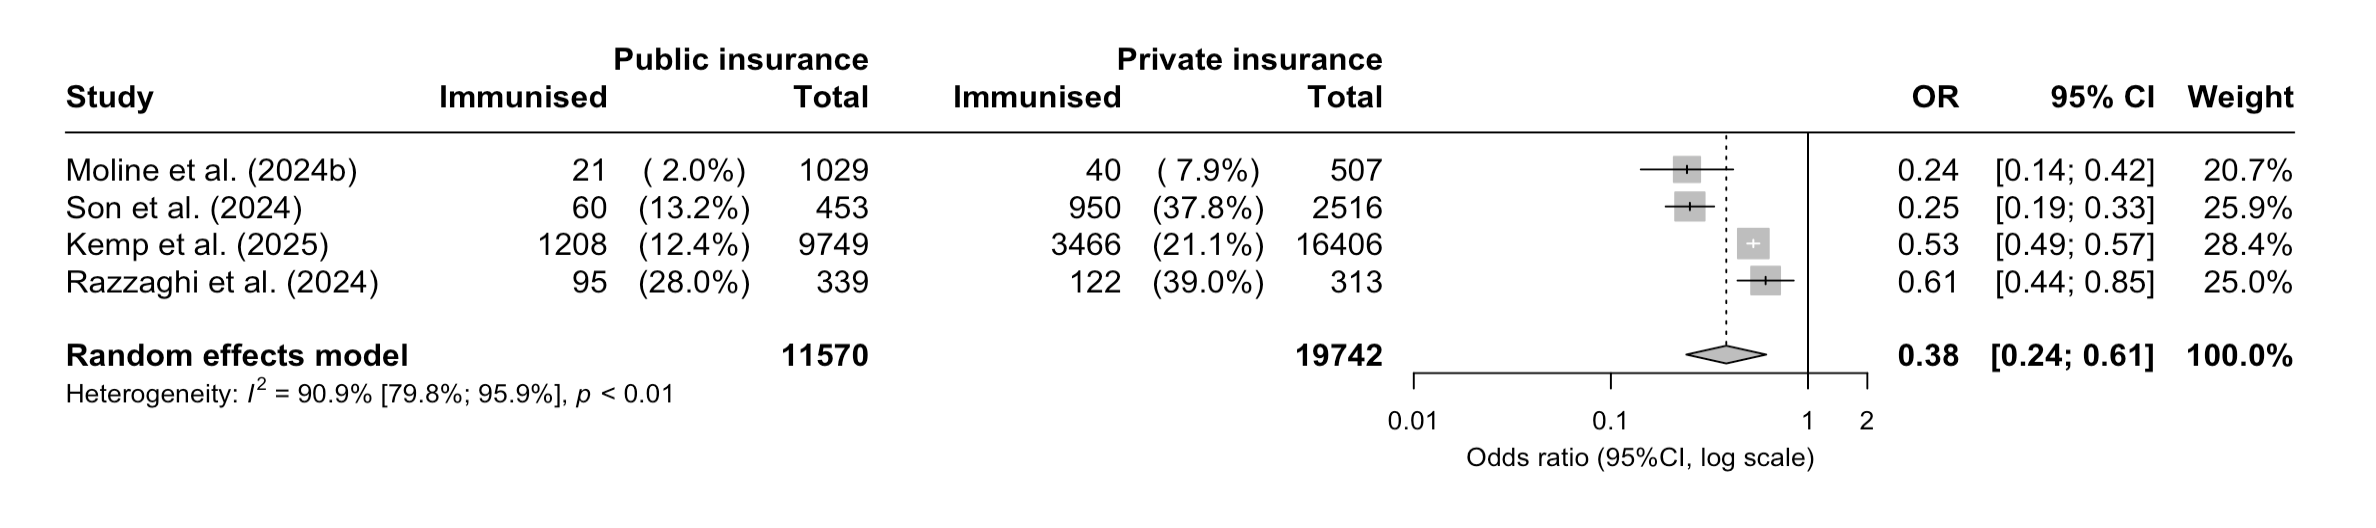 Public insurance Private insurance
Study Immunised Total Immunised Total OR 95% CI Weight
Moline et al. (2024b) 21 ( 2.0%) 1029 40 ( 7.9%) 507 0.24 [0.14; 0.42] 20.7%
Son et al. (2024) 60 (13.2%) 453 950 (37.8%) 2516 0.25 [0.19; 0.33] 25.9%
Kemp et al. (2025) 1208 (12.4%) 9749 3466 (21.1%) 16406 0.53 [0.49; 0.57] 28.4%
Razzaghi et al. (2024) 95 (28.0%) 339 122 (39.0%) 313 0.61 [0.44; 0.85] 25.0%
Random effects model 11570 19742 0.38 [0.24; 0.61] 100.0%
Heterogeneity: I² = 90.9% [79.8%; 95.9%], p < 0.01
0.01 0.1 1 2
Odds ratio (95%CI, log scale)